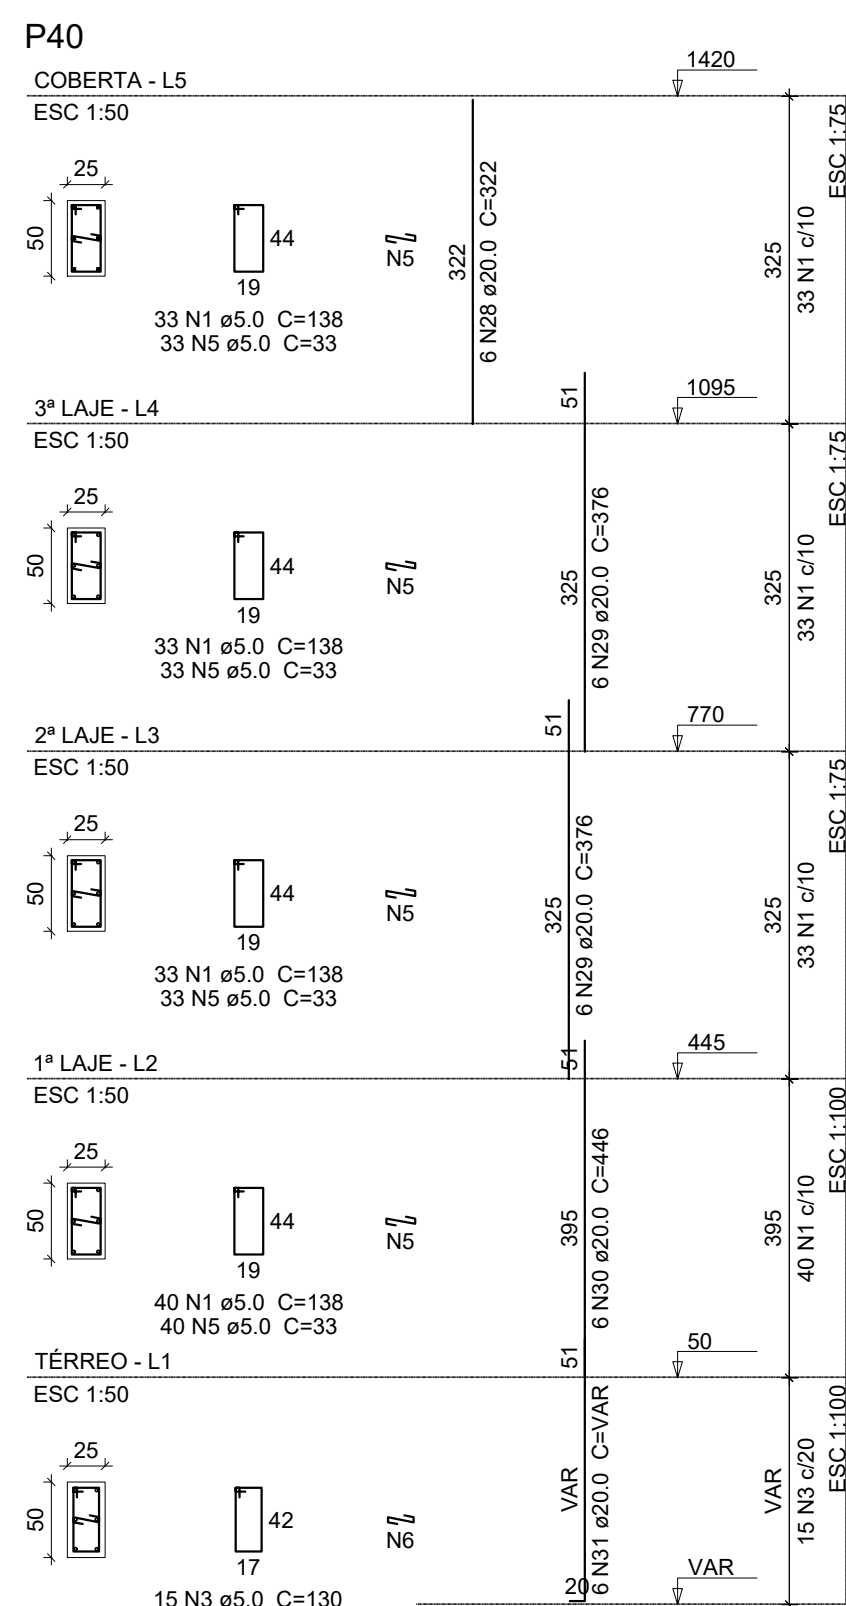 P40
COBERTA - L5
1420
ESC 1:50
ESC 1:75
25
50
44
19
N5
322
6 N28 ø20.0 C=322
325
33 N1 c/10
33 N1 ø5.0 C=138
33 N5 ø5.0 C=33
51
3ª LAJE - L4
1095
ESC 1:50
ESC 1:75
25
50
44
19
N5
325
6 N29 ø20.0 C=376
325
33 N1 c/10
33 N1 ø5.0 C=138
33 N5 ø5.0 C=33
51
2ª LAJE - L3
770
ESC 1:50
ESC 1:75
25
50
44
19
N5
325
6 N29 ø20.0 C=376
325
33 N1 c/10
33 N1 ø5.0 C=138
33 N5 ø5.0 C=33
51
1ª LAJE - L2
445
ESC 1:50
ESC 1:100
25
50
44
19
N5
395
6 N30 ø20.0 C=446
395
40 N1 c/10
40 N1 ø5.0 C=138
40 N5 ø5.0 C=33
51
TÉRREO - L1
50
ESC 1:50
ESC 1:100
25
50
42
17
N6
VAR
6 N31 ø20.0 C=VAR
VAR
15 N3 c/20
20
VAR
15 N3 ø5.0 C=130